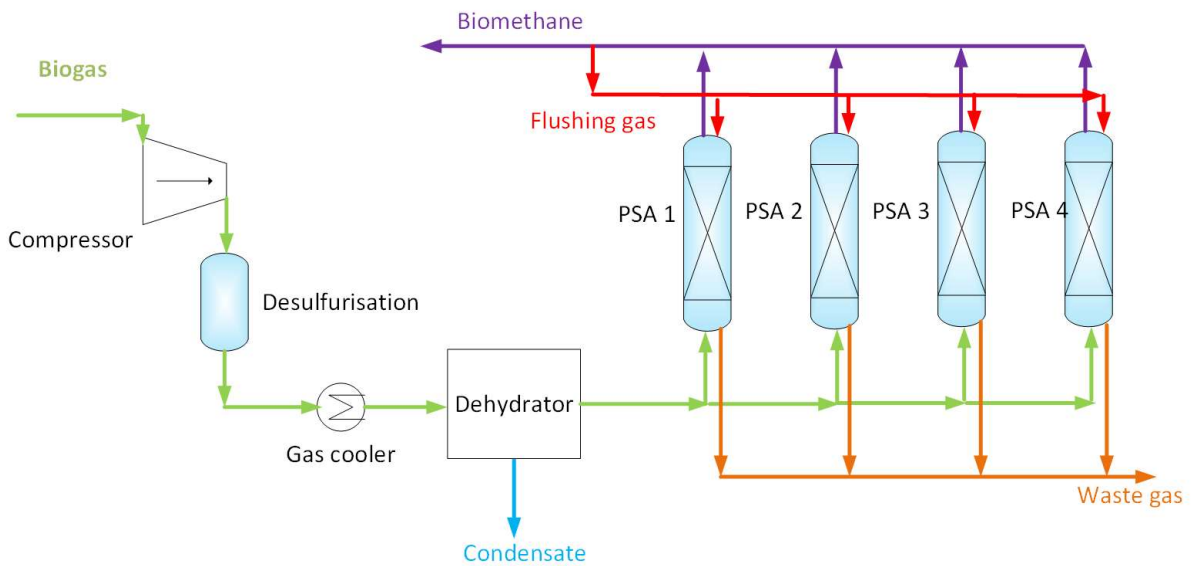 Biomethane
Biogas
Flushing gas
PSA 1
PSA 2
PSA 3
PSA 4
Compressor
Desulfurisation
Dehydrator
Gas cooler
Waste gas
Condensate